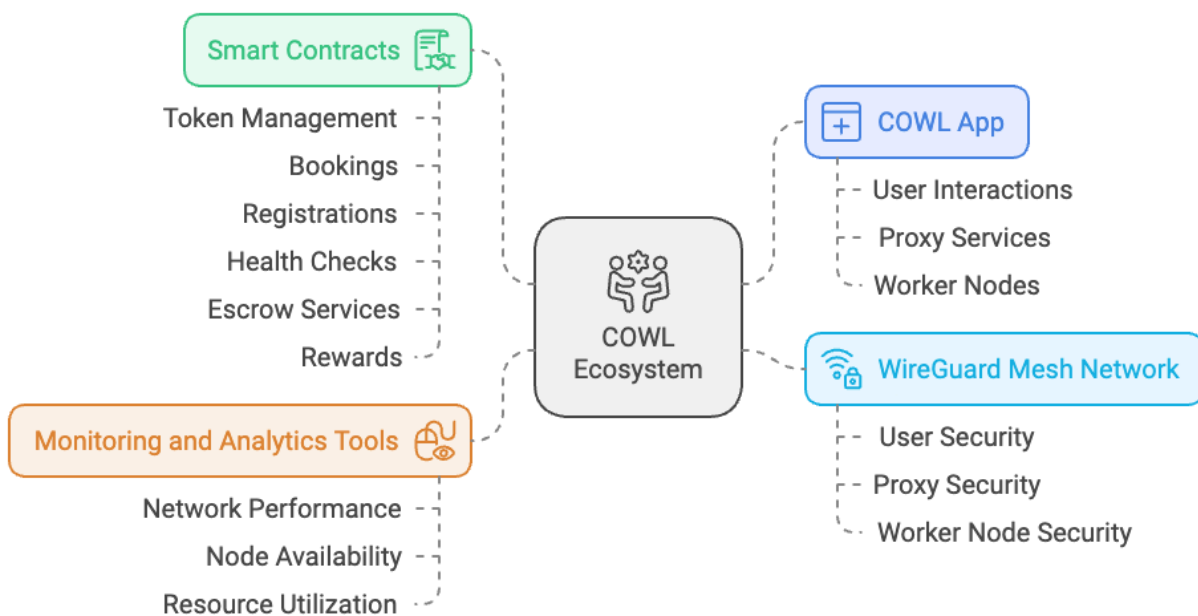 Smart Contracts
Token Management
Bookings
Registrations
Health Checks
Escrow Services
Rewards
Monitoring and Analytics Tools
Network Performance
Node Availability
Resource Utilization
COWL
Ecosystem
COWL App
User Interactions
Proxy Services
Worker Nodes
WireGuard Mesh Network
User Security
Proxy Security
Worker Node Security